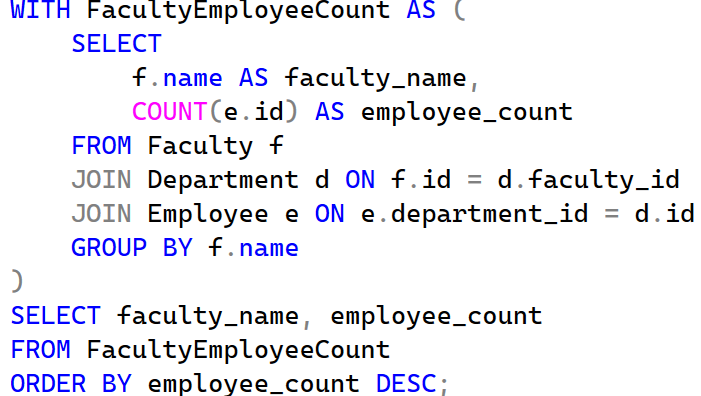 WITH FacultyEmployeeCount AS (
    SELECT
        f.name AS faculty_name,
        COUNT(e.id) AS employee_count
    FROM Faculty f
    JOIN Department d ON f.id = d.faculty_id
    JOIN Employee e ON e.department_id = d.id
    GROUP BY f.name
)
SELECT faculty_name, employee_count
FROM FacultyEmployeeCount
ORDER BY employee_count DESC;